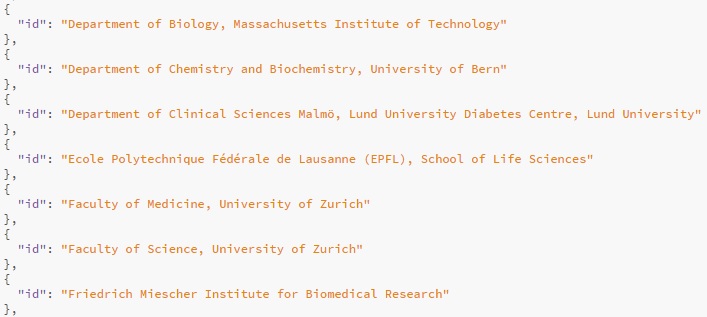 {
"id": "Department of Biology, Massachusetts Institute of Technology"
},
{
"id": "Department of Chemistry and Biochemistry, University of Bern"
},
{
"id": "Department of Clinical Sciences Malmö, Lund University Diabetes Centre, Lund University"
},
{
"id": "Ecole Polytechnique Fédérale de Lausanne (EPFL), School of Life Sciences"
},
{
"id": "Faculty of Medicine, University of Zurich"
},
{
"id": "Faculty of Science, University of Zurich"
},
{
"id": "Friedrich Miescher Institute for Biomedical Research"
},